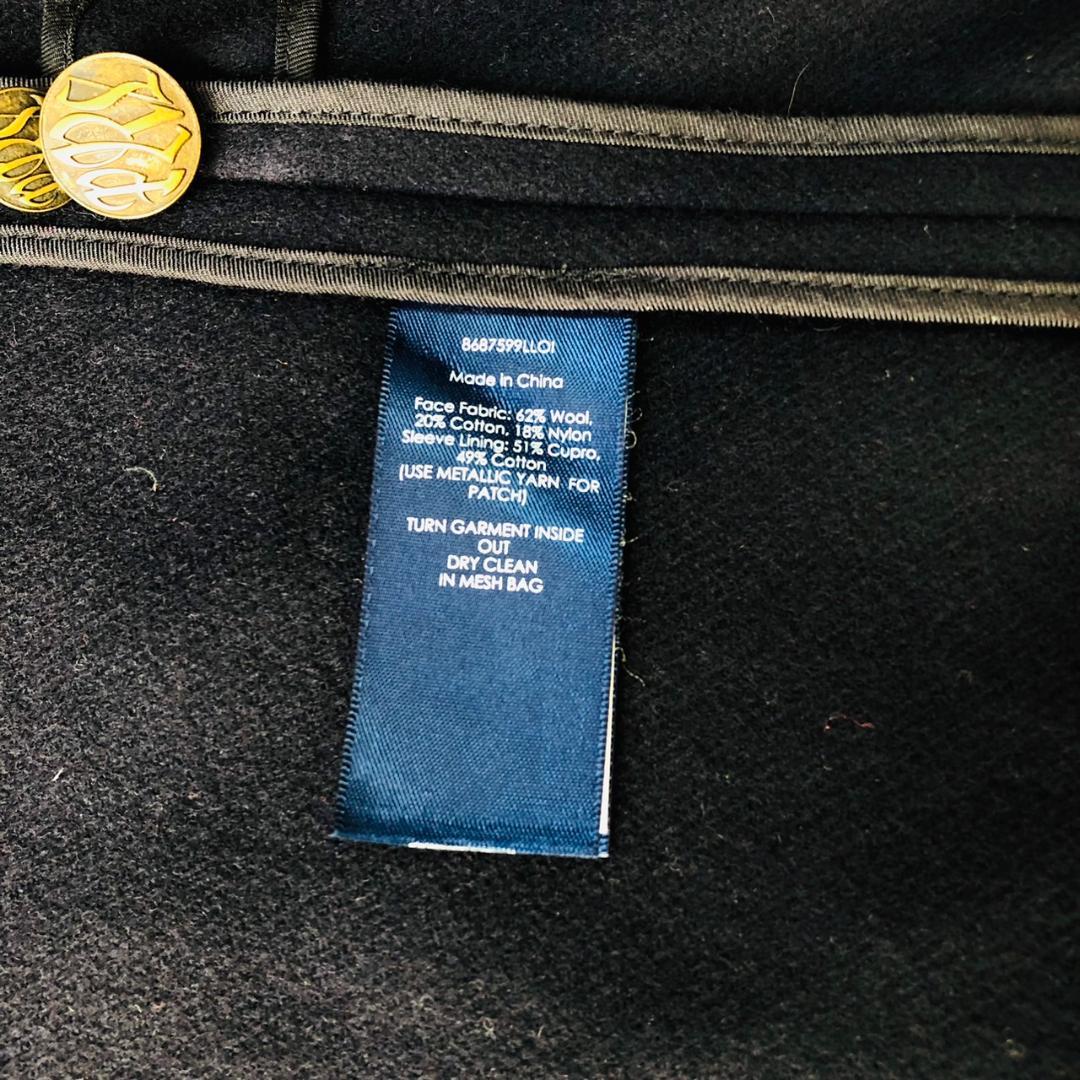 8687599LL01
Made in China
Face Fabric: 62% Wool,
20% Cotton, 18% Nylon
Sleeve Lining: 51% Cupro,
49% Cotton
(USE METALLIC YARN FOR
PATCH)
TURN GARMENT INSIDE
OUT
DRY CLEAN
IN MESH BAG